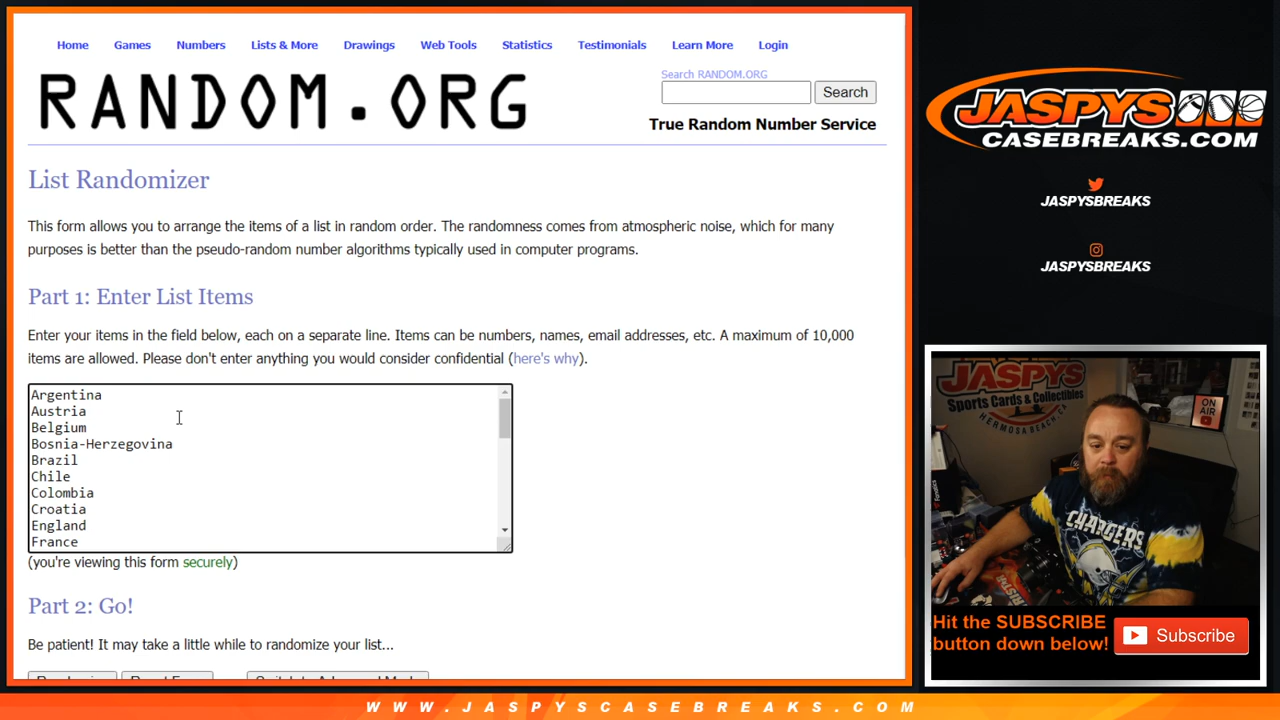 Home Games Numbers Lists & More Drawings Web Tools Statistics Testimonials Learn More Login
RANDOM.ORG
Search RANDOM.ORG
Search
True Random Number Service
List Randomizer
This form allows you to arrange the items of a list in random order. The randomness comes from atmospheric noise, which for many
purposes is better than the pseudo-random number algorithms typically used in computer programs.
Part 1: Enter List Items
Enter your items in the field below, each on a separate line. Items can be numbers, names, email addresses, etc. A maximum of 10,000
items are allowed. Please don't enter anything you would consider confidential (here's why).
Argentina
Austria
Belgium
Bosnia-Herzegovina
Brazil
Chile
Colombia
Croatia
England
France
(you're viewing this form securely)
Part 2: Go!
Be patient! It may take a little while to randomize your list...
JASPYS
CASEBREAKS.COM
JASPYSBREAKS
JASPYSBREAKS
JASPYS
Sports Cards & Collectibles
HERMOSA BEACH, CA
ON
AIR
CHARGERS
Hit the SUBSCRIBE
button down below!
Subscribe
WWW.JASPYSCASEBREAKS.COM